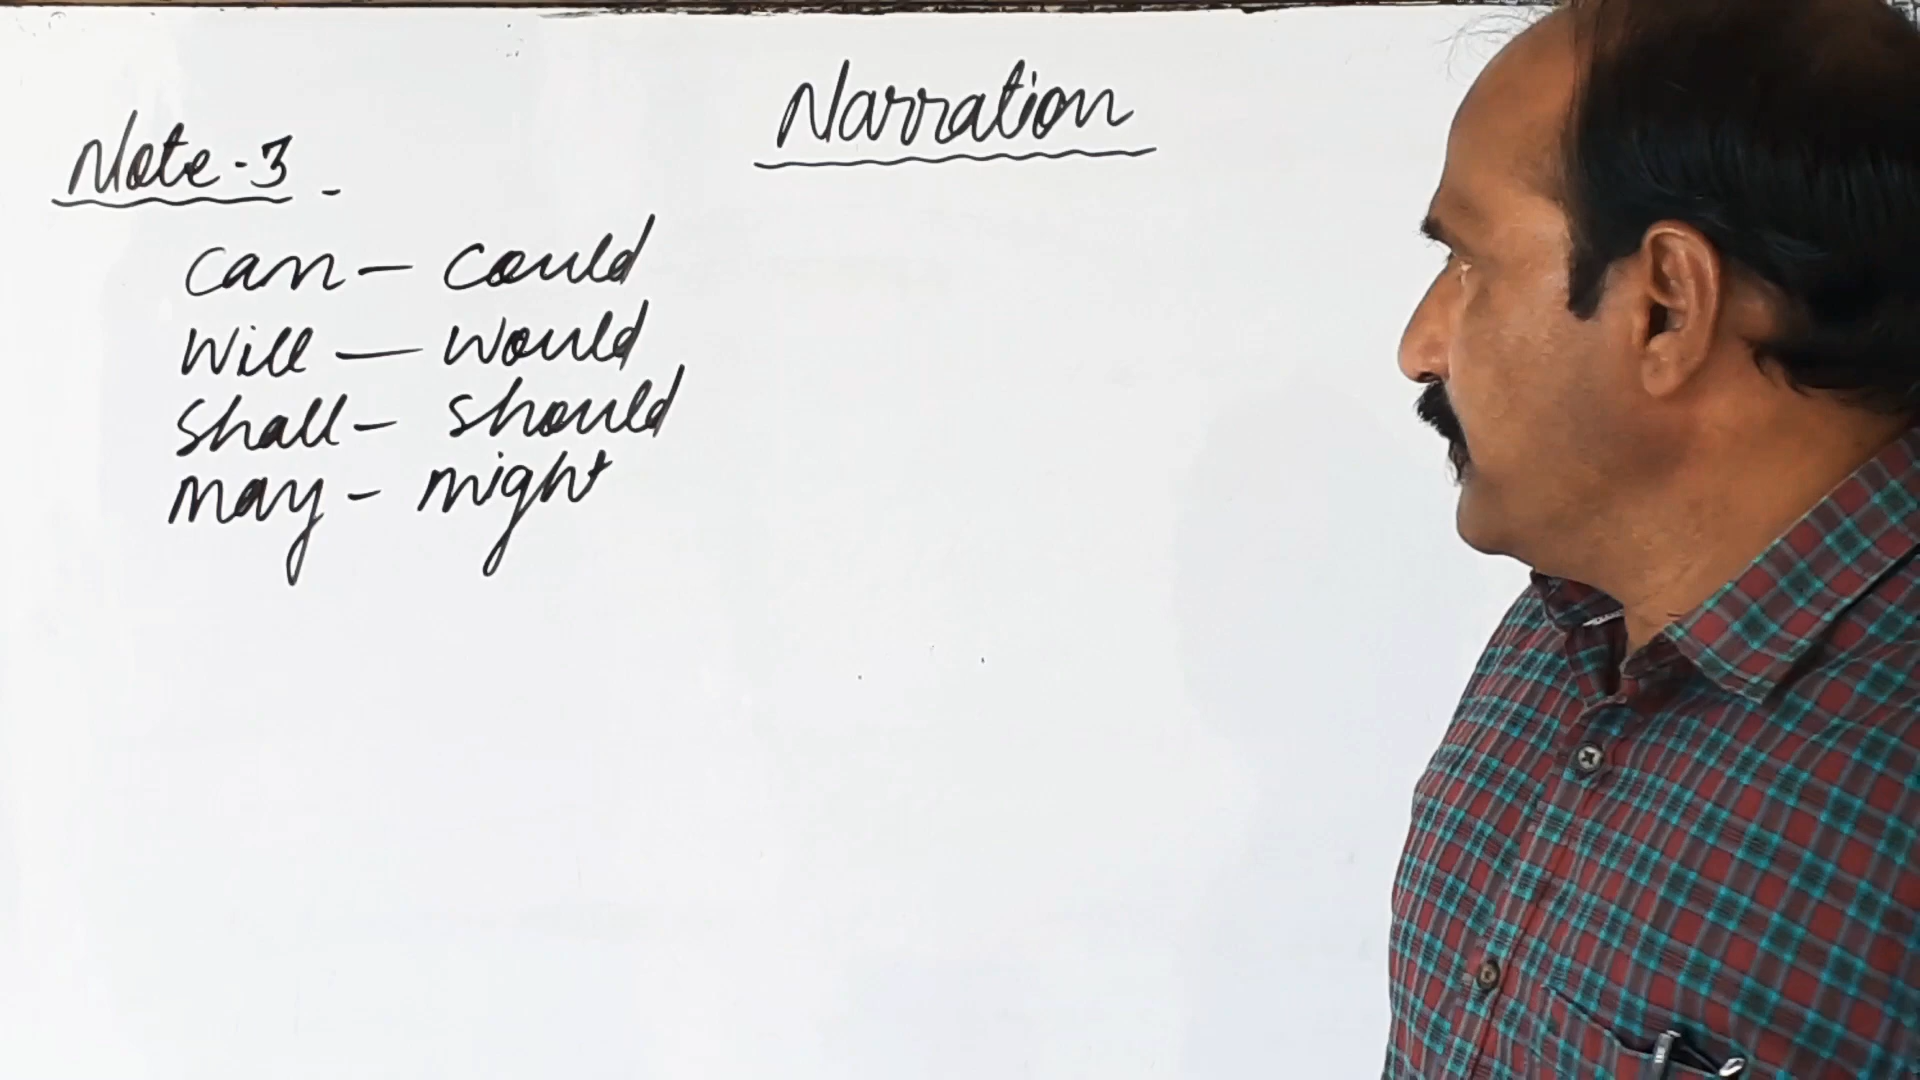 Narration
Note-3 -
can – could
Will — Would
Shall – should
may – might